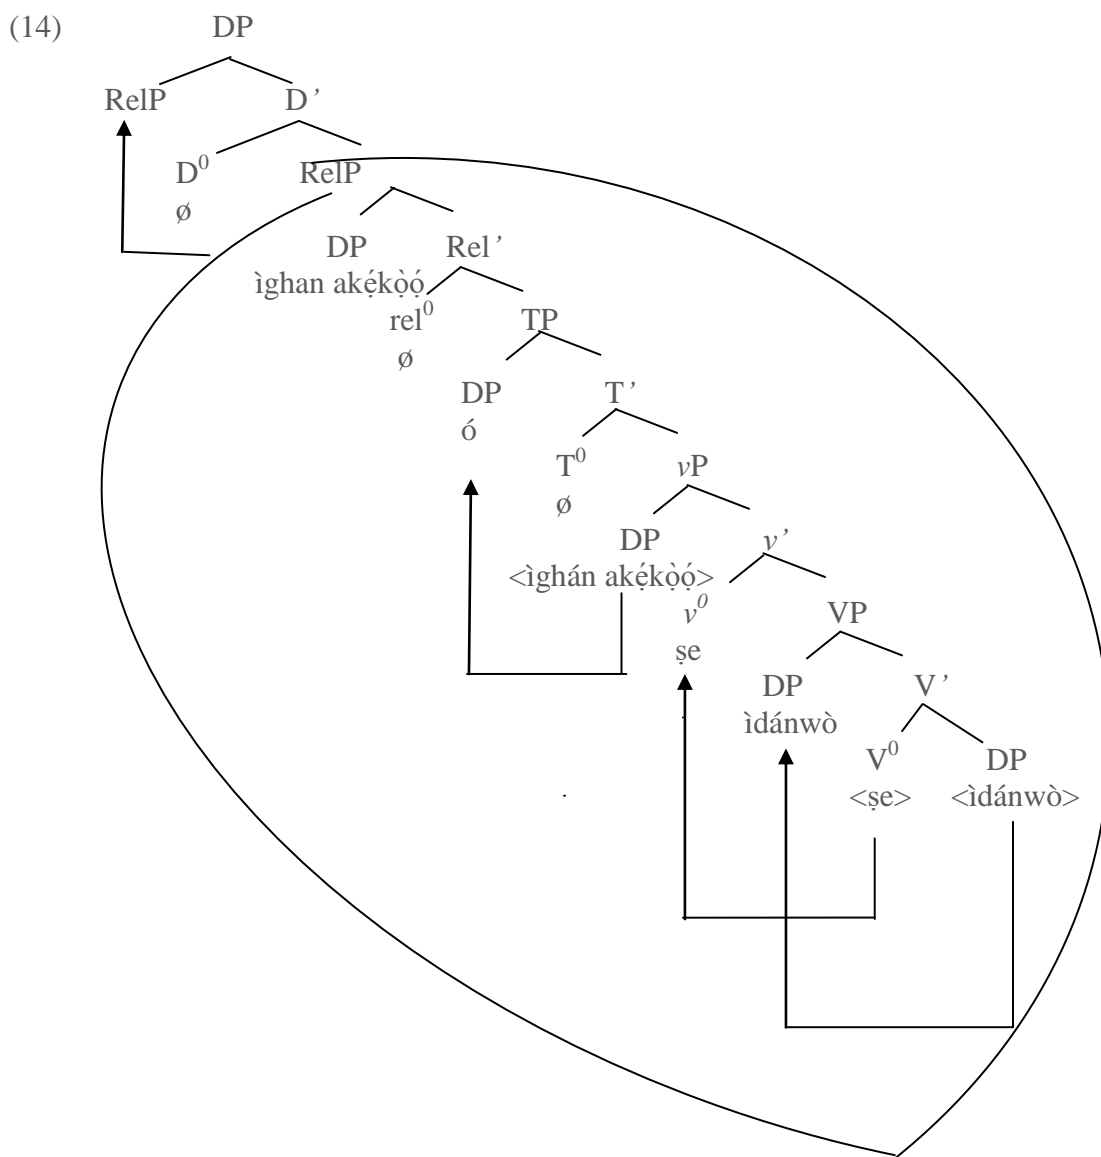 (14) DP
RelP D’
D⁰ RelP
ø
DP Rel’
ìghan akẹ́kọ̀ọ́
rel⁰ TP
ø
DP T’
ó
T⁰ vP
ø
DP v’
<ìghán akẹ́kọ̀ọ́>
v⁰ VP
ṣe
DP V’
ìdánwò
V⁰ DP
<ṣe> <ìdánwò>